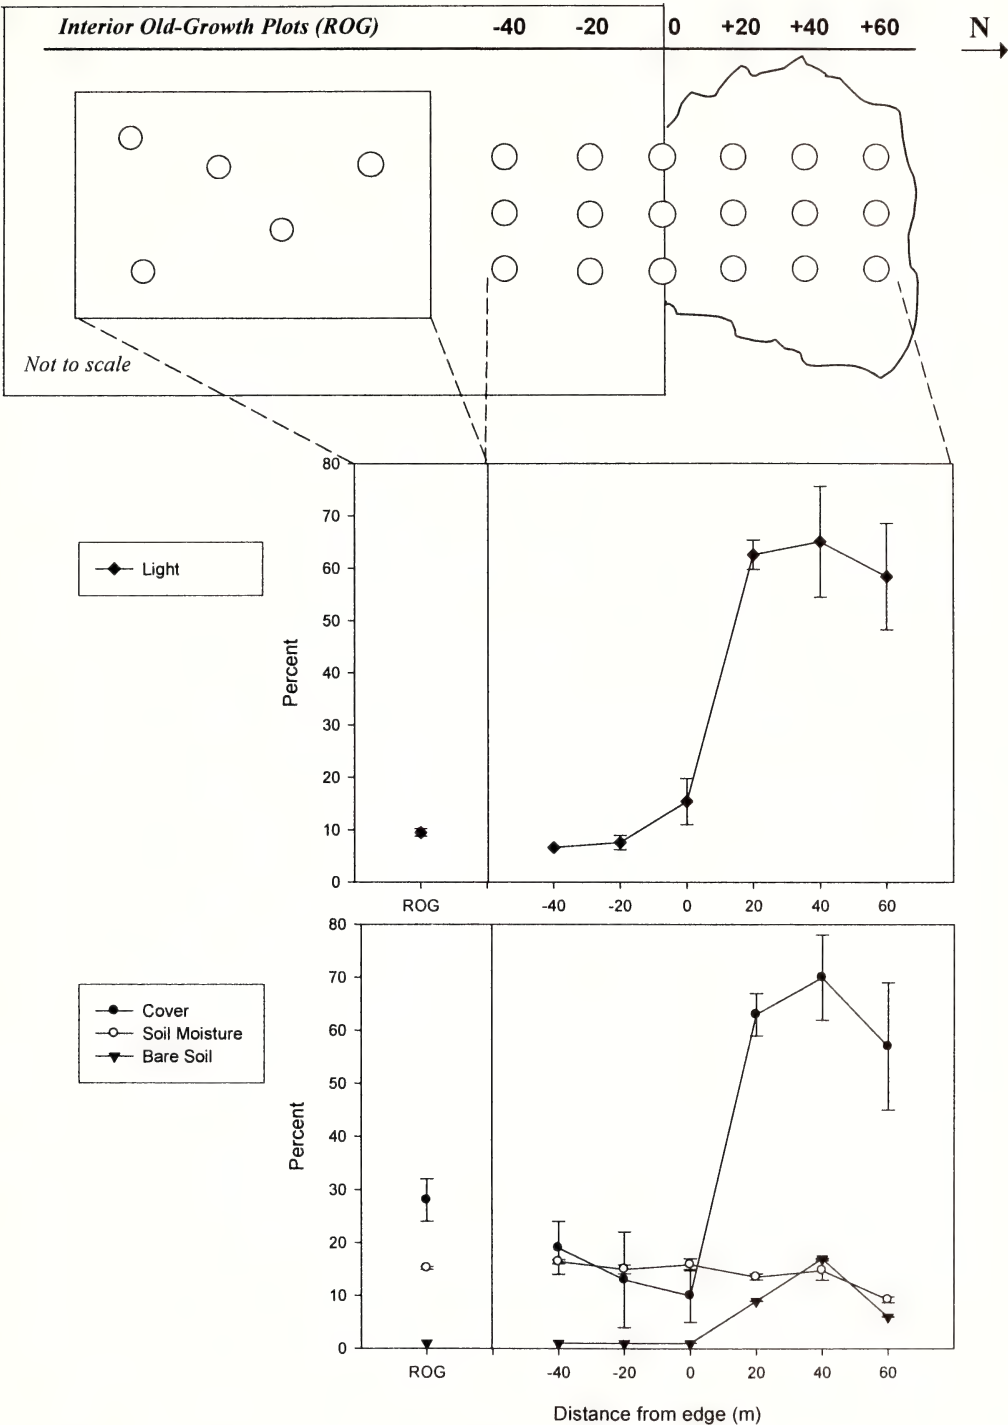 Interior Old-Growth Plots (ROG) -40 -20 0 +20 +40 +60 N
Not to scale
80
70
60
50
40
30
20
10
0
Percent
Light
ROG -40 -20 0 20 40 60
80
70
60
50
40
30
20
10
0
Percent
Cover
Soil Moisture
Bare Soil
ROG -40 -20 0 20 40 60
Distance from edge (m)